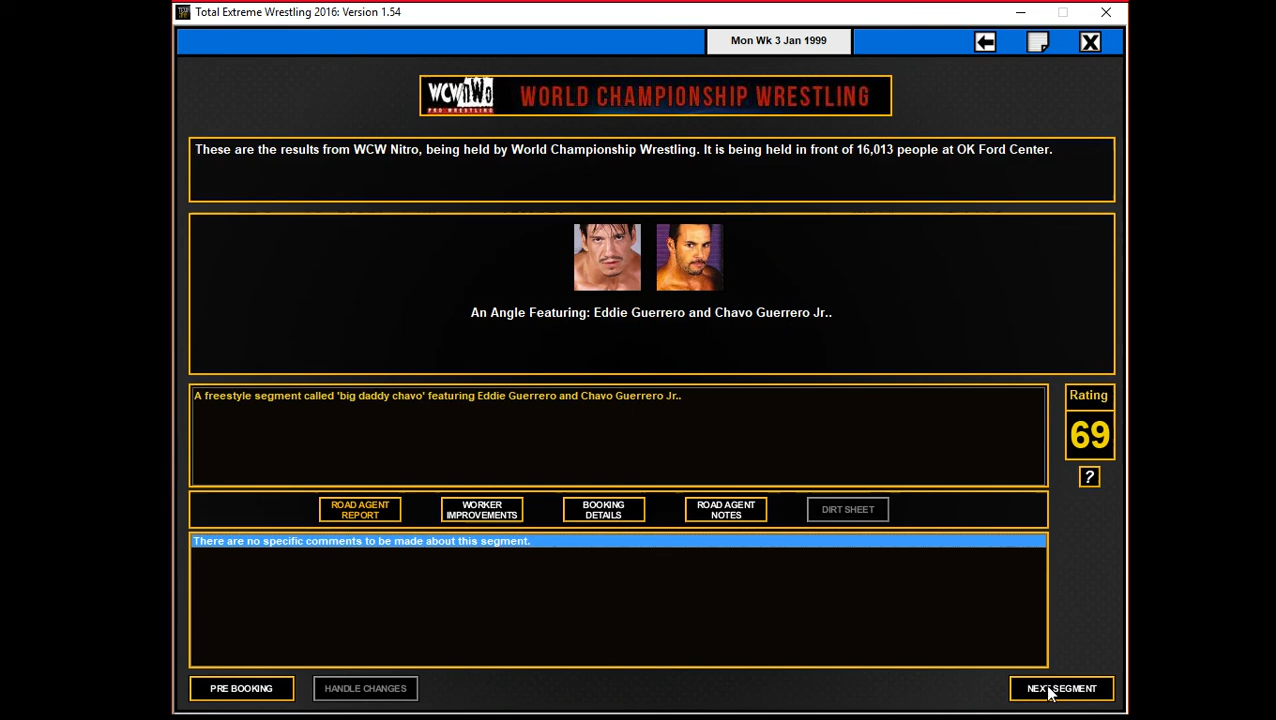 Total Extreme Wrestling 2016: Version 1.54
Mon Wk 3 Jan 1999
WCW nWo
PRO WRESTLING
WORLD CHAMPIONSHIP WRESTLING
These are the results from WCW Nitro, being held by World Championship Wrestling. It is being held in front of 16,013 people at OK Ford Center.
An Angle Featuring: Eddie Guerrero and Chavo Guerrero Jr..
A freestyle segment called 'big daddy chavo' featuring Eddie Guerrero and Chavo Guerrero Jr..
Rating
69
?
ROAD AGENT
REPORT
WORKER
IMPROVEMENTS
BOOKING
DETAILS
ROAD AGENT
NOTES
DIRT SHEET
There are no specific comments to be made about this segment.
PRE BOOKING
HANDLE CHANGES
NEXT SEGMENT